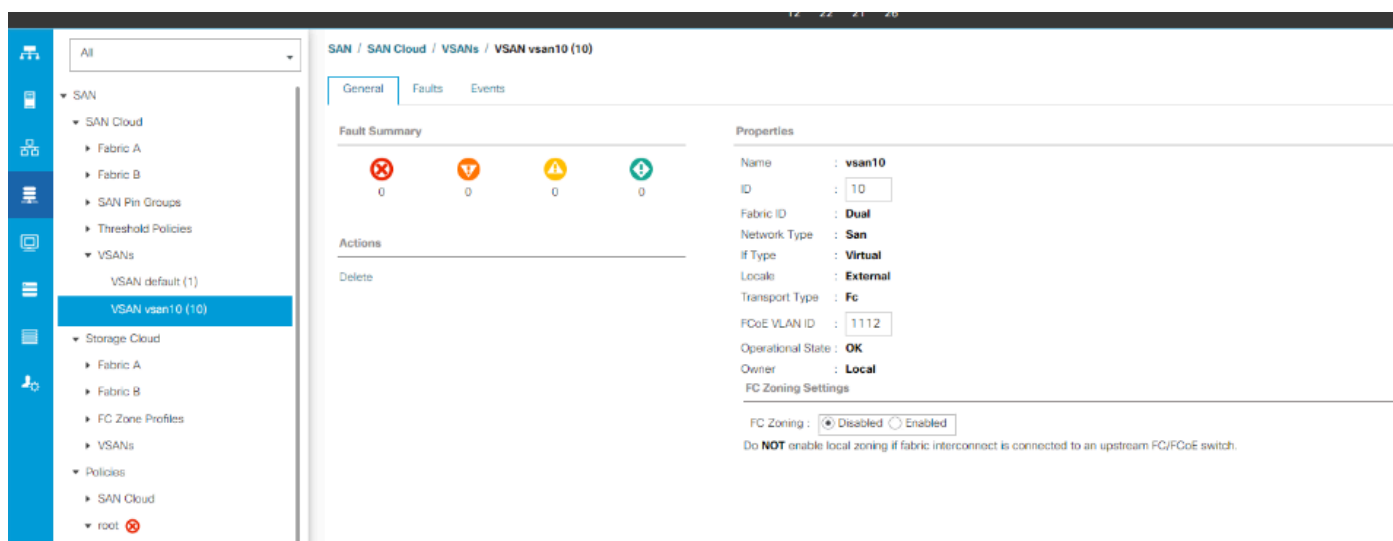 12 22 21 26
All
SAN / SAN Cloud / VSANs / VSAN vsan10 (10)
General Faults Events
SAN
SAN Cloud
Fabric A
Fabric B
SAN Pin Groups
Threshold Policies
VSANs
VSAN default (1)
VSAN vsan10 (10)
Storage Cloud
Fabric A
Fabric B
FC Zone Profiles
VSANs
Policies
SAN Cloud
root
Fault Summary
0 0 0 0
Actions
Delete
Properties
Name : vsan10
ID : 10
Fabric ID : Dual
Network Type : San
If Type : Virtual
Locale : External
Transport Type : Fc
FCoE VLAN ID : 1112
Operational State : OK
Owner : Local
FC Zoning Settings
FC Zoning : Disabled Enabled
Do NOT enable local zoning if fabric interconnect is connected to an upstream FC/FCoE switch.